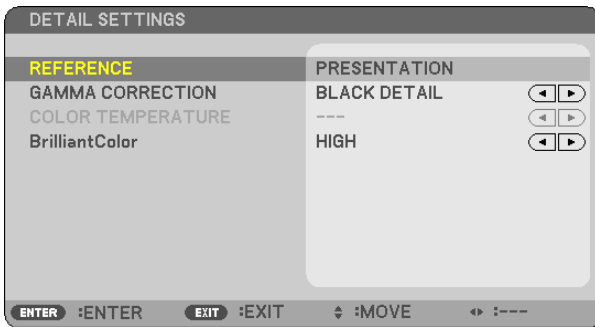 DETAIL SETTINGS
REFERENCE PRESENTATION
GAMMA CORRECTION BLACK DETAIL
COLOR TEMPERATURE ---
BrilliantColor HIGH
ENTER :ENTER EXIT :EXIT :MOVE :---